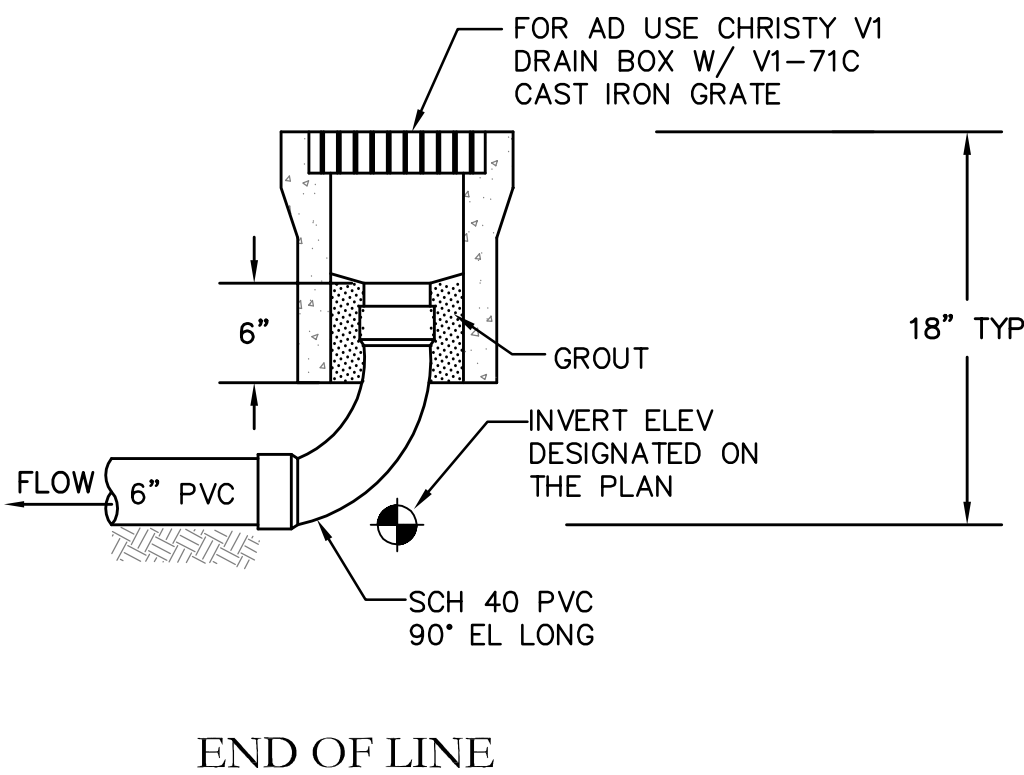 FOR AD USE CHRISTY V1
DRAIN BOX W/ V1-71C
CAST IRON GRATE
6"
18" TYP
GROUT
INVERT ELEV
DESIGNATED ON
THE PLAN
FLOW
6" PVC
SCH 40 PVC
90° EL LONG
END OF LINE